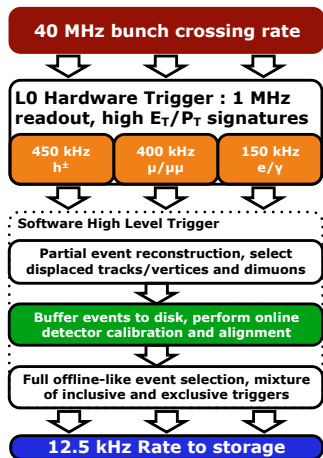 40 MHz bunch crossing rate
L0 Hardware Trigger : 1 MHz
readout, high E_T/P_T signatures
450 kHz
h±
400 kHz
μ/μμ
150 kHz
e/γ
Software High Level Trigger
Partial event reconstruction, select
displaced tracks/vertices and dimuons
Buffer events to disk, perform online
detector calibration and alignment
Full offline-like event selection, mixture
of inclusive and exclusive triggers
12.5 kHz Rate to storage